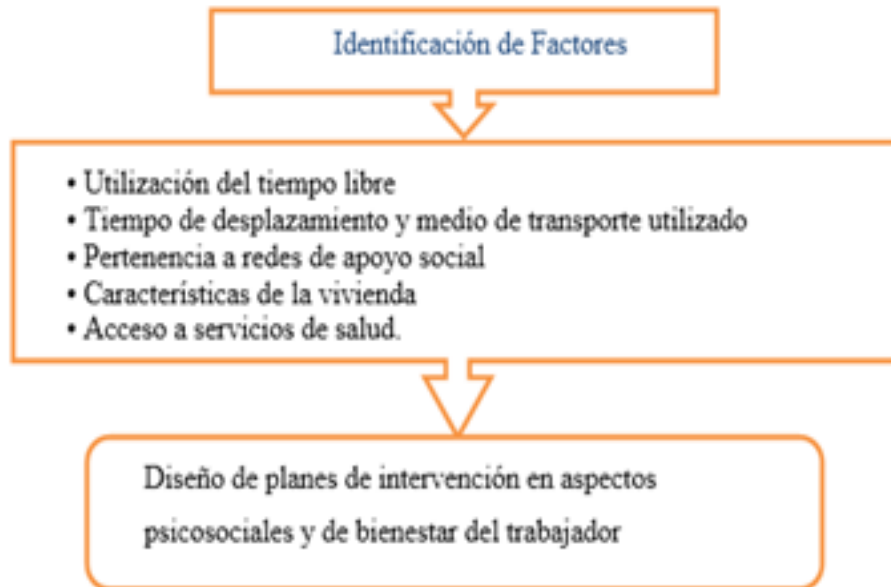 Identificación de Factores
• Utilización del tiempo libre
• Tiempo de desplazamiento y medio de transporte utilizado
• Pertenencia a redes de apoyo social
• Características de la vivienda
• Acceso a servicios de salud.
Diseño de planes de intervención en aspectos
psicosociales y de bienestar del trabajador